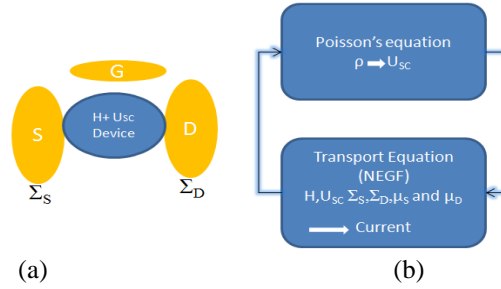 G
H+ Usc
Device
S
D
ΣS
ΣD
(a)
Poisson's equation
ρ ➡ USC
Transport Equation
(NEGF)
H,USC ΣS,ΣD,μS and μD
➡ Current
(b)